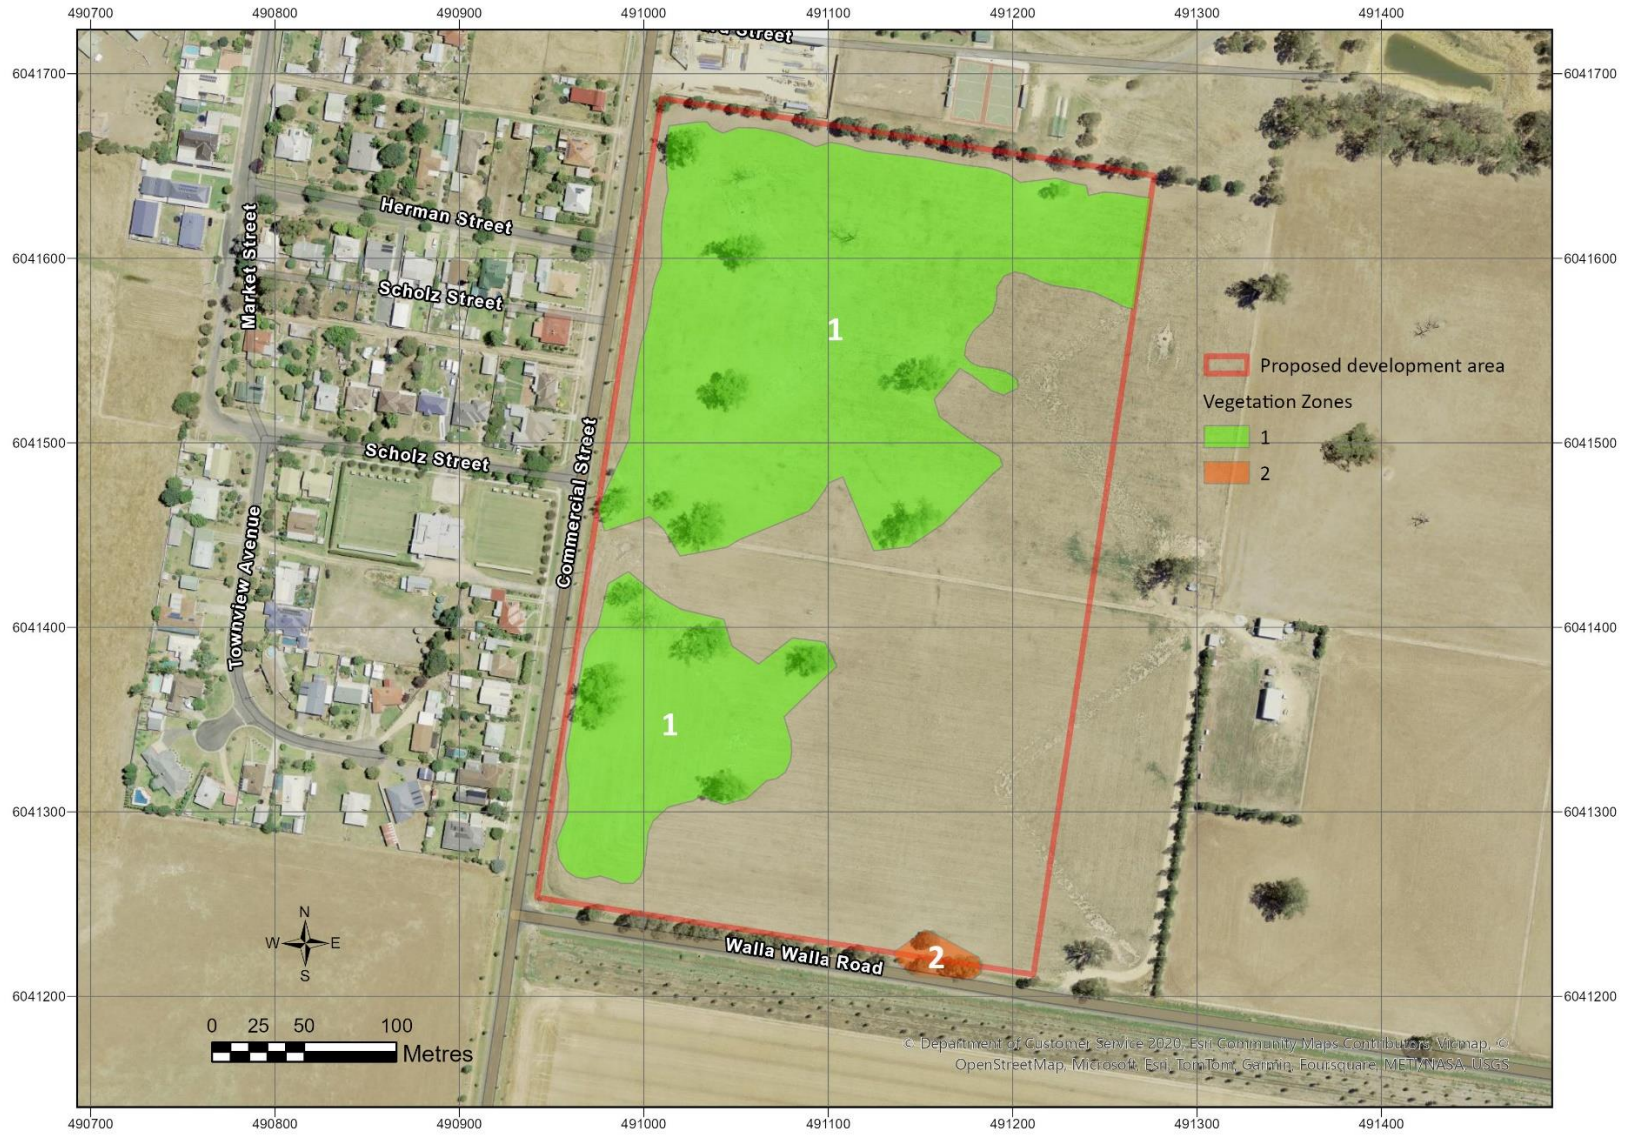 490700 490800 490900 491000 491100 491200 491300 491400
Street
6041700 6041700
Herman Street
Market Street
6041600 6041600
Scholz Street
1
Proposed development area
Vegetation Zones
1
2
6041500 6041500
Scholz Street
Commercial Street
Townview Avenue
6041400 6041400
1
6041300 6041300
N
W E
S
2
Walla Walla Road
6041200 6041200
0 25 50 100
Metres
© Department of Customer Service 2020, Esri Community Maps Contributors, Vicmap, ©
OpenStreetMap, Microsoft, Esri, TomTom, Garmin, Foursquare, METI/NASA, USGS
490700 490800 490900 491000 491100 491200 491300 491400